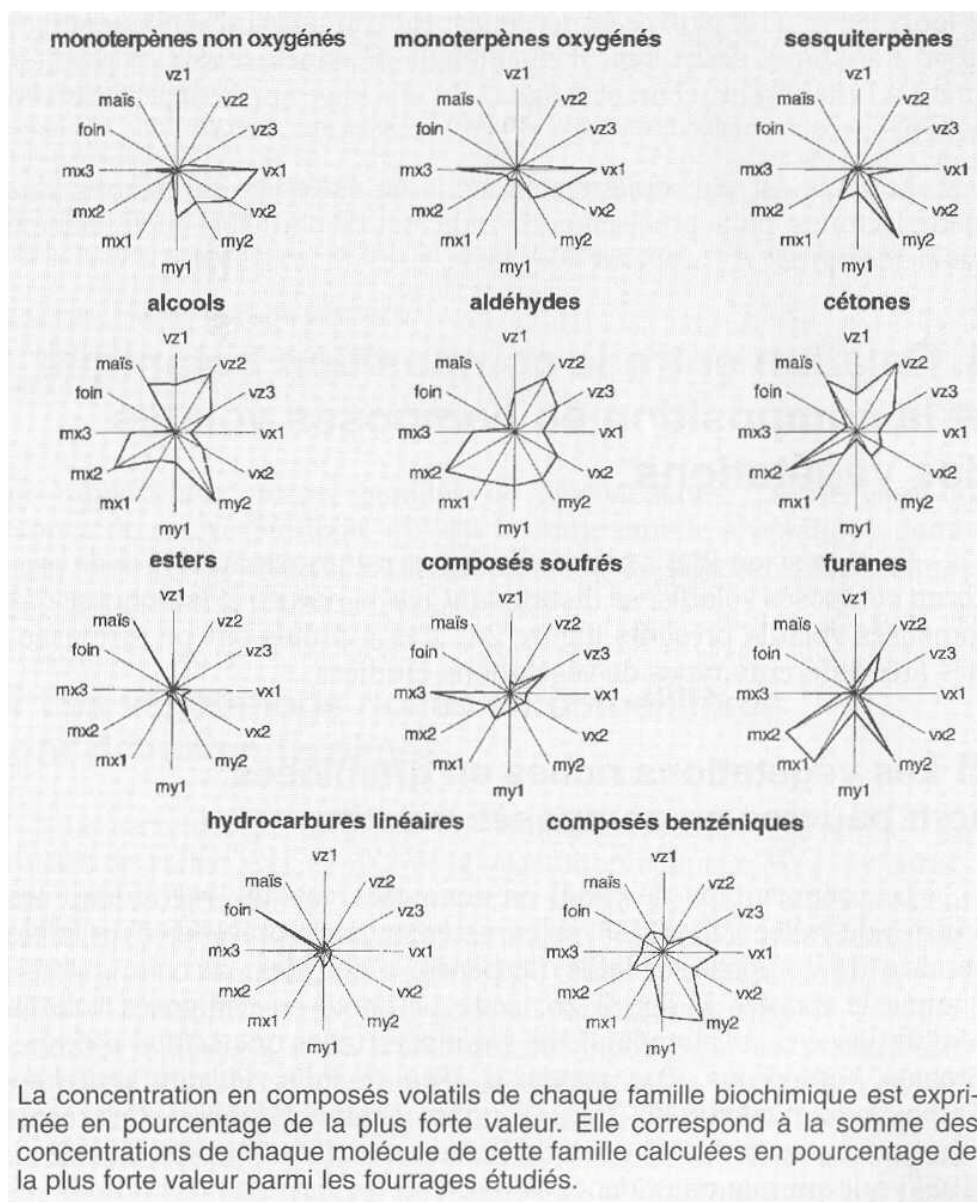 monoterpènes non oxygénés monoterpènes oxygénés sesquiterpènes
vz1 vz1 vz1
maïs vz2 maïs vz2 maïs vz2
foin vz3 foin vz3 foin vz3
mx3 vx1 mx3 vx1 mx3 vx1
mx2 vx2 mx2 vx2 mx2 vx2
mx1 my2 mx1 my2 mx1 my2
my1 my1 my1
alcools aldéhydes cétones
vz1 vz1 vz1
maïs vz2 maïs vz2 maïs vz2
foin vz3 foin vz3 foin vz3
mx3 vx1 mx3 vx1 mx3 vx1
mx2 vx2 mx2 vx2 mx2 vx2
mx1 my2 mx1 my2 mx1 my2
my1 my1 my1
esters composés soufrés furanes
vz1 vz1 vz1
maïs vz2 maïs vz2 maïs vz2
foin vz3 foin vz3 foin vz3
mx3 vx1 mx3 vx1 mx3 vx1
mx2 vx2 mx2 vx2 mx2 vx2
mx1 my2 mx1 my2 mx1 my2
my1 my1 my1
hydrocarbures linéaires composés benzéniques
vz1 vz1
maïs vz2 maïs vz2
foin vz3 foin vz3
mx3 vx1 mx3 vx1
mx2 vx2 mx2 vx2
mx1 my2 mx1 my2
my1 my1
La concentration en composés volatils de chaque famille biochimique est expri-
mée en pourcentage de la plus forte valeur. Elle correspond à la somme des
concentrations de chaque molécule de cette famille calculées en pourcentage de
la plus forte valeur parmi les fourrages étudiés.